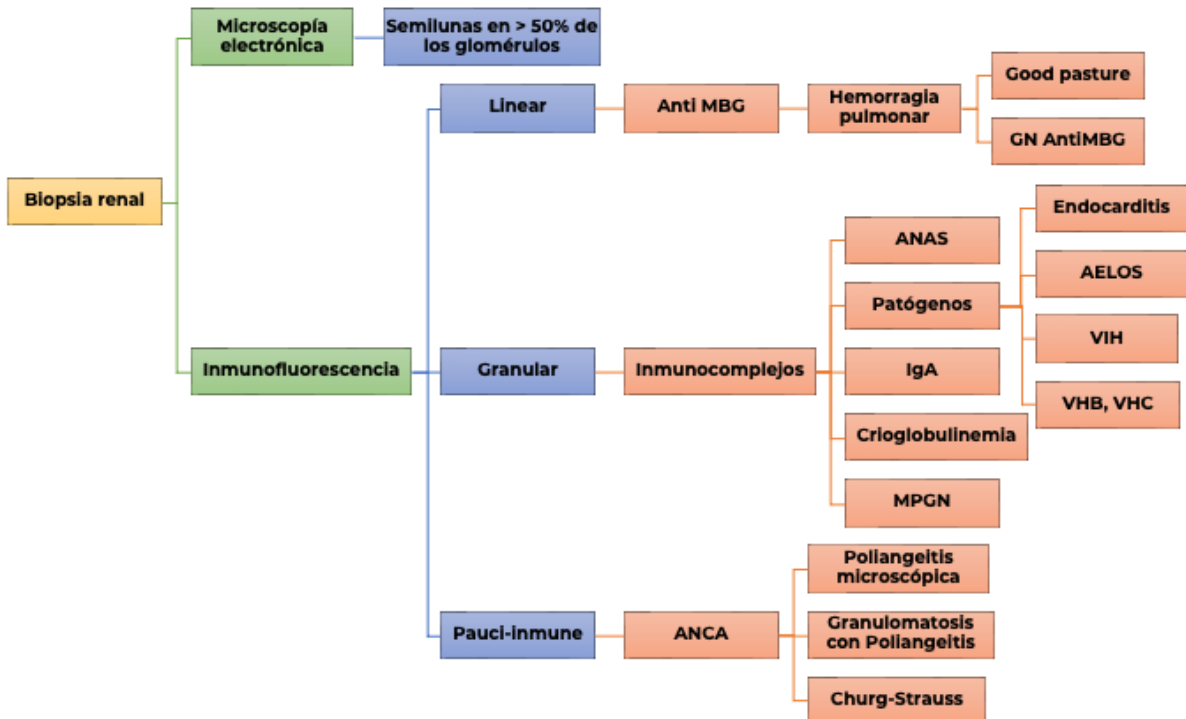 Microscopía
electrónica
Semilunas en > 50% de
los glomérulos
Linear
Anti MBG
Hemorragia
pulmonar
Good pasture
GN AntiMBG
Biopsia renal
Inmunofluorescencia
Granular
Inmunocomplejos
ANAS
Patógenos
IgA
Crioglobulinemia
MPGN
Endocarditis
AELOS
VIH
VHB, VHC
Pauci-inmune
ANCA
Poliangeitis
microscópica
Granulomatosis
con Poliangeitis
Churg-Strauss